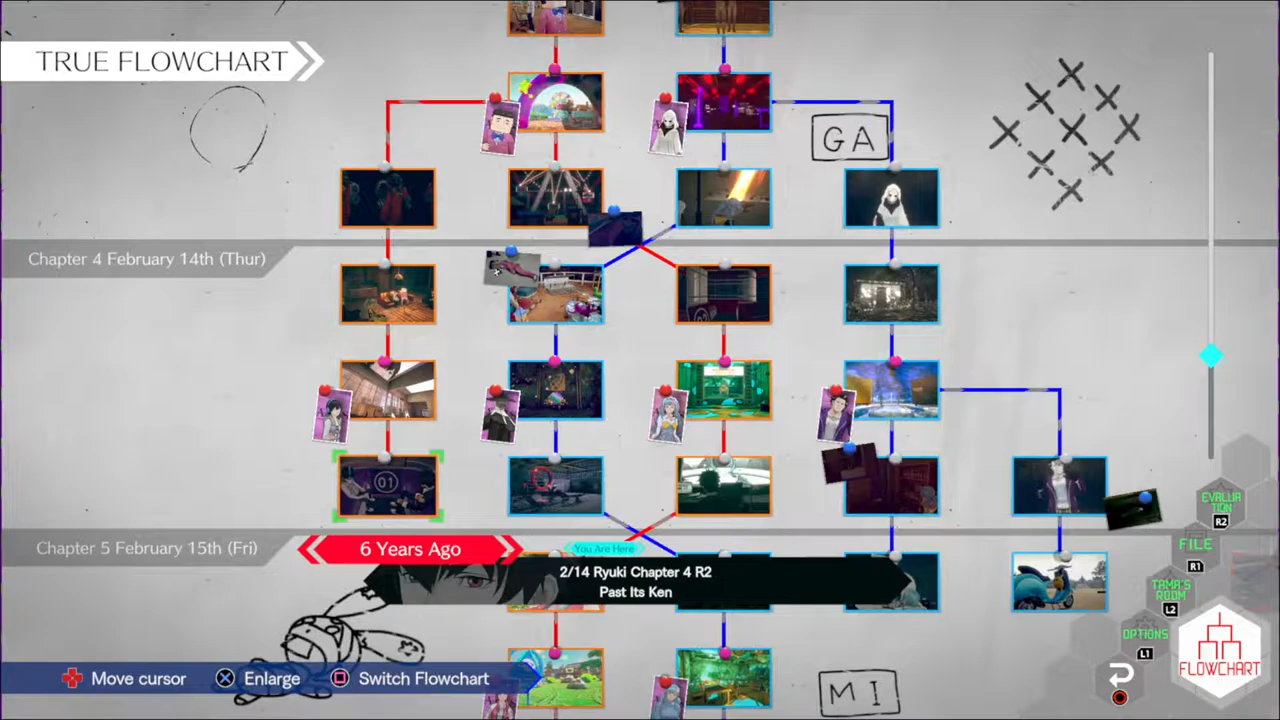 TRUE FLOWCHART
GA
Chapter 4 February 14th (Thur)
01
EVALUA
TION
R2
FILE
R1
Chapter 5 February 15th (Fri)
6 Years Ago
You Are Here
2/14 Ryuki Chapter 4 R2
Past Its Ken
TAMA'S
ROOM
L2
OPTIONS
L1
FLOWCHART
Move cursor
Enlarge
Switch Flowchart
MI